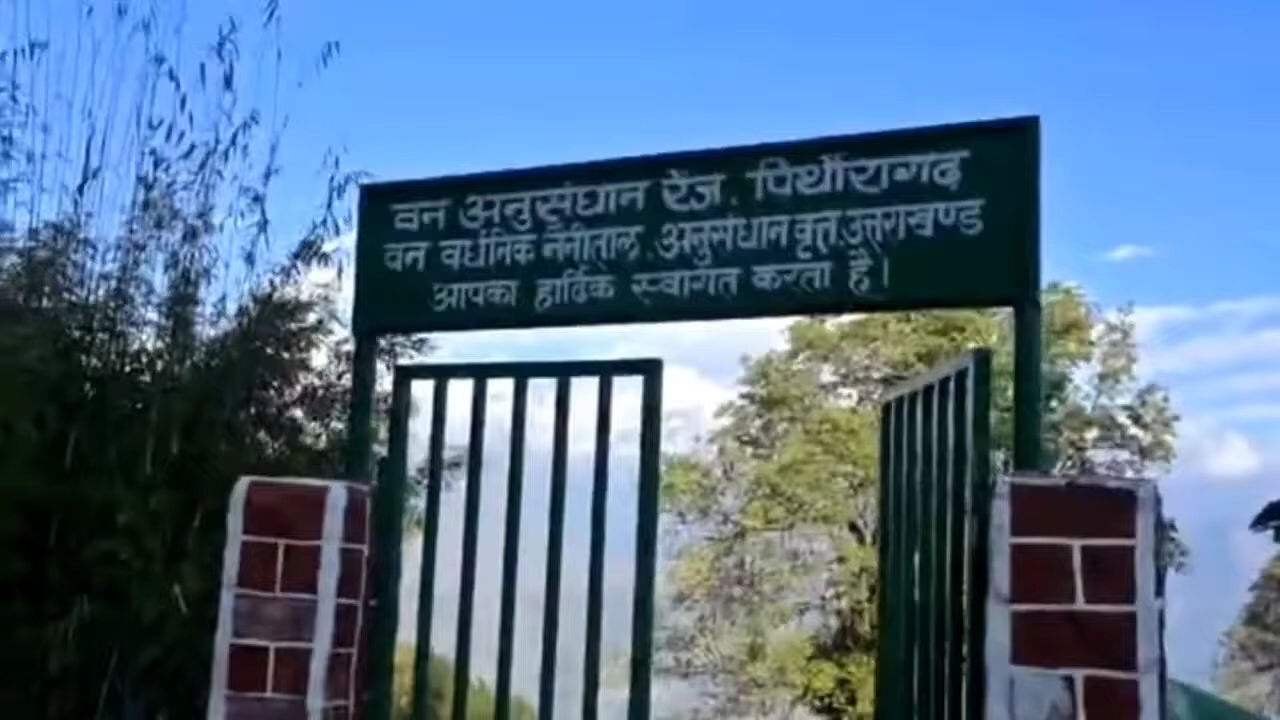 वन अनुसंधान रेंज. पिथौरागढ़
वन वर्धनिक नैनीताल. अनुसंधान वृत्त उत्तराखण्ड
आपका हार्दिक स्वागत करता है।